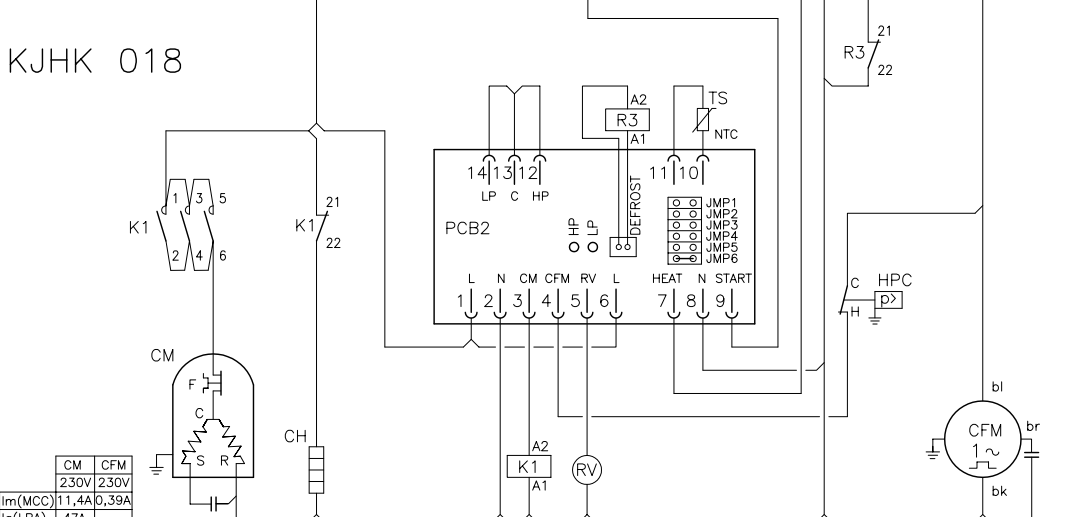 KJHK 018
21
R3
22
A2
R3
A1
TS
NTC
14 13 12
LP C HP
11 10
DEFROST
JMP1
JMP2
JMP3
JMP4
JMP5
JMP6
PCB2
HP
LP
1 3 5
K1
2 4 6
21
K1
22
L N CM CFM RV L HEAT N START
1 2 3 4 5 6 7 8 9
C
HPC
p>
H
CM
F
C
S R
CH
A2
K1
A1
RV
bl
CFM
br
1 ~
bk
CM CFM
230V 230V
Im(MCC) 11,4A 0,39A